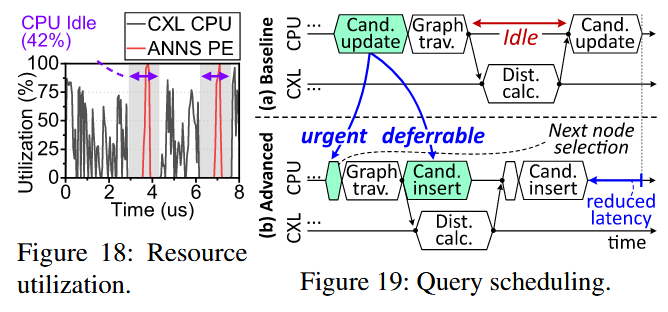 CPU Idle
(42%)
CXL CPU
ANNS PE
Utilization (%)
100
75
50
25
0
0 2 4 6 8
Time (us)
Figure 18: Resource
utilization.
(a) Baseline
CPU
CXL
...
Cand.
update
Graph
trav.
Idle
Cand.
update
...
Dist.
calc.
urgent deferrable
Next node
selection
(b) Advanced
CPU
CXL
...
Graph
trav.
Cand.
insert
Cand.
insert
reduced
latency
...
Dist.
calc.
time
Figure 19: Query scheduling.